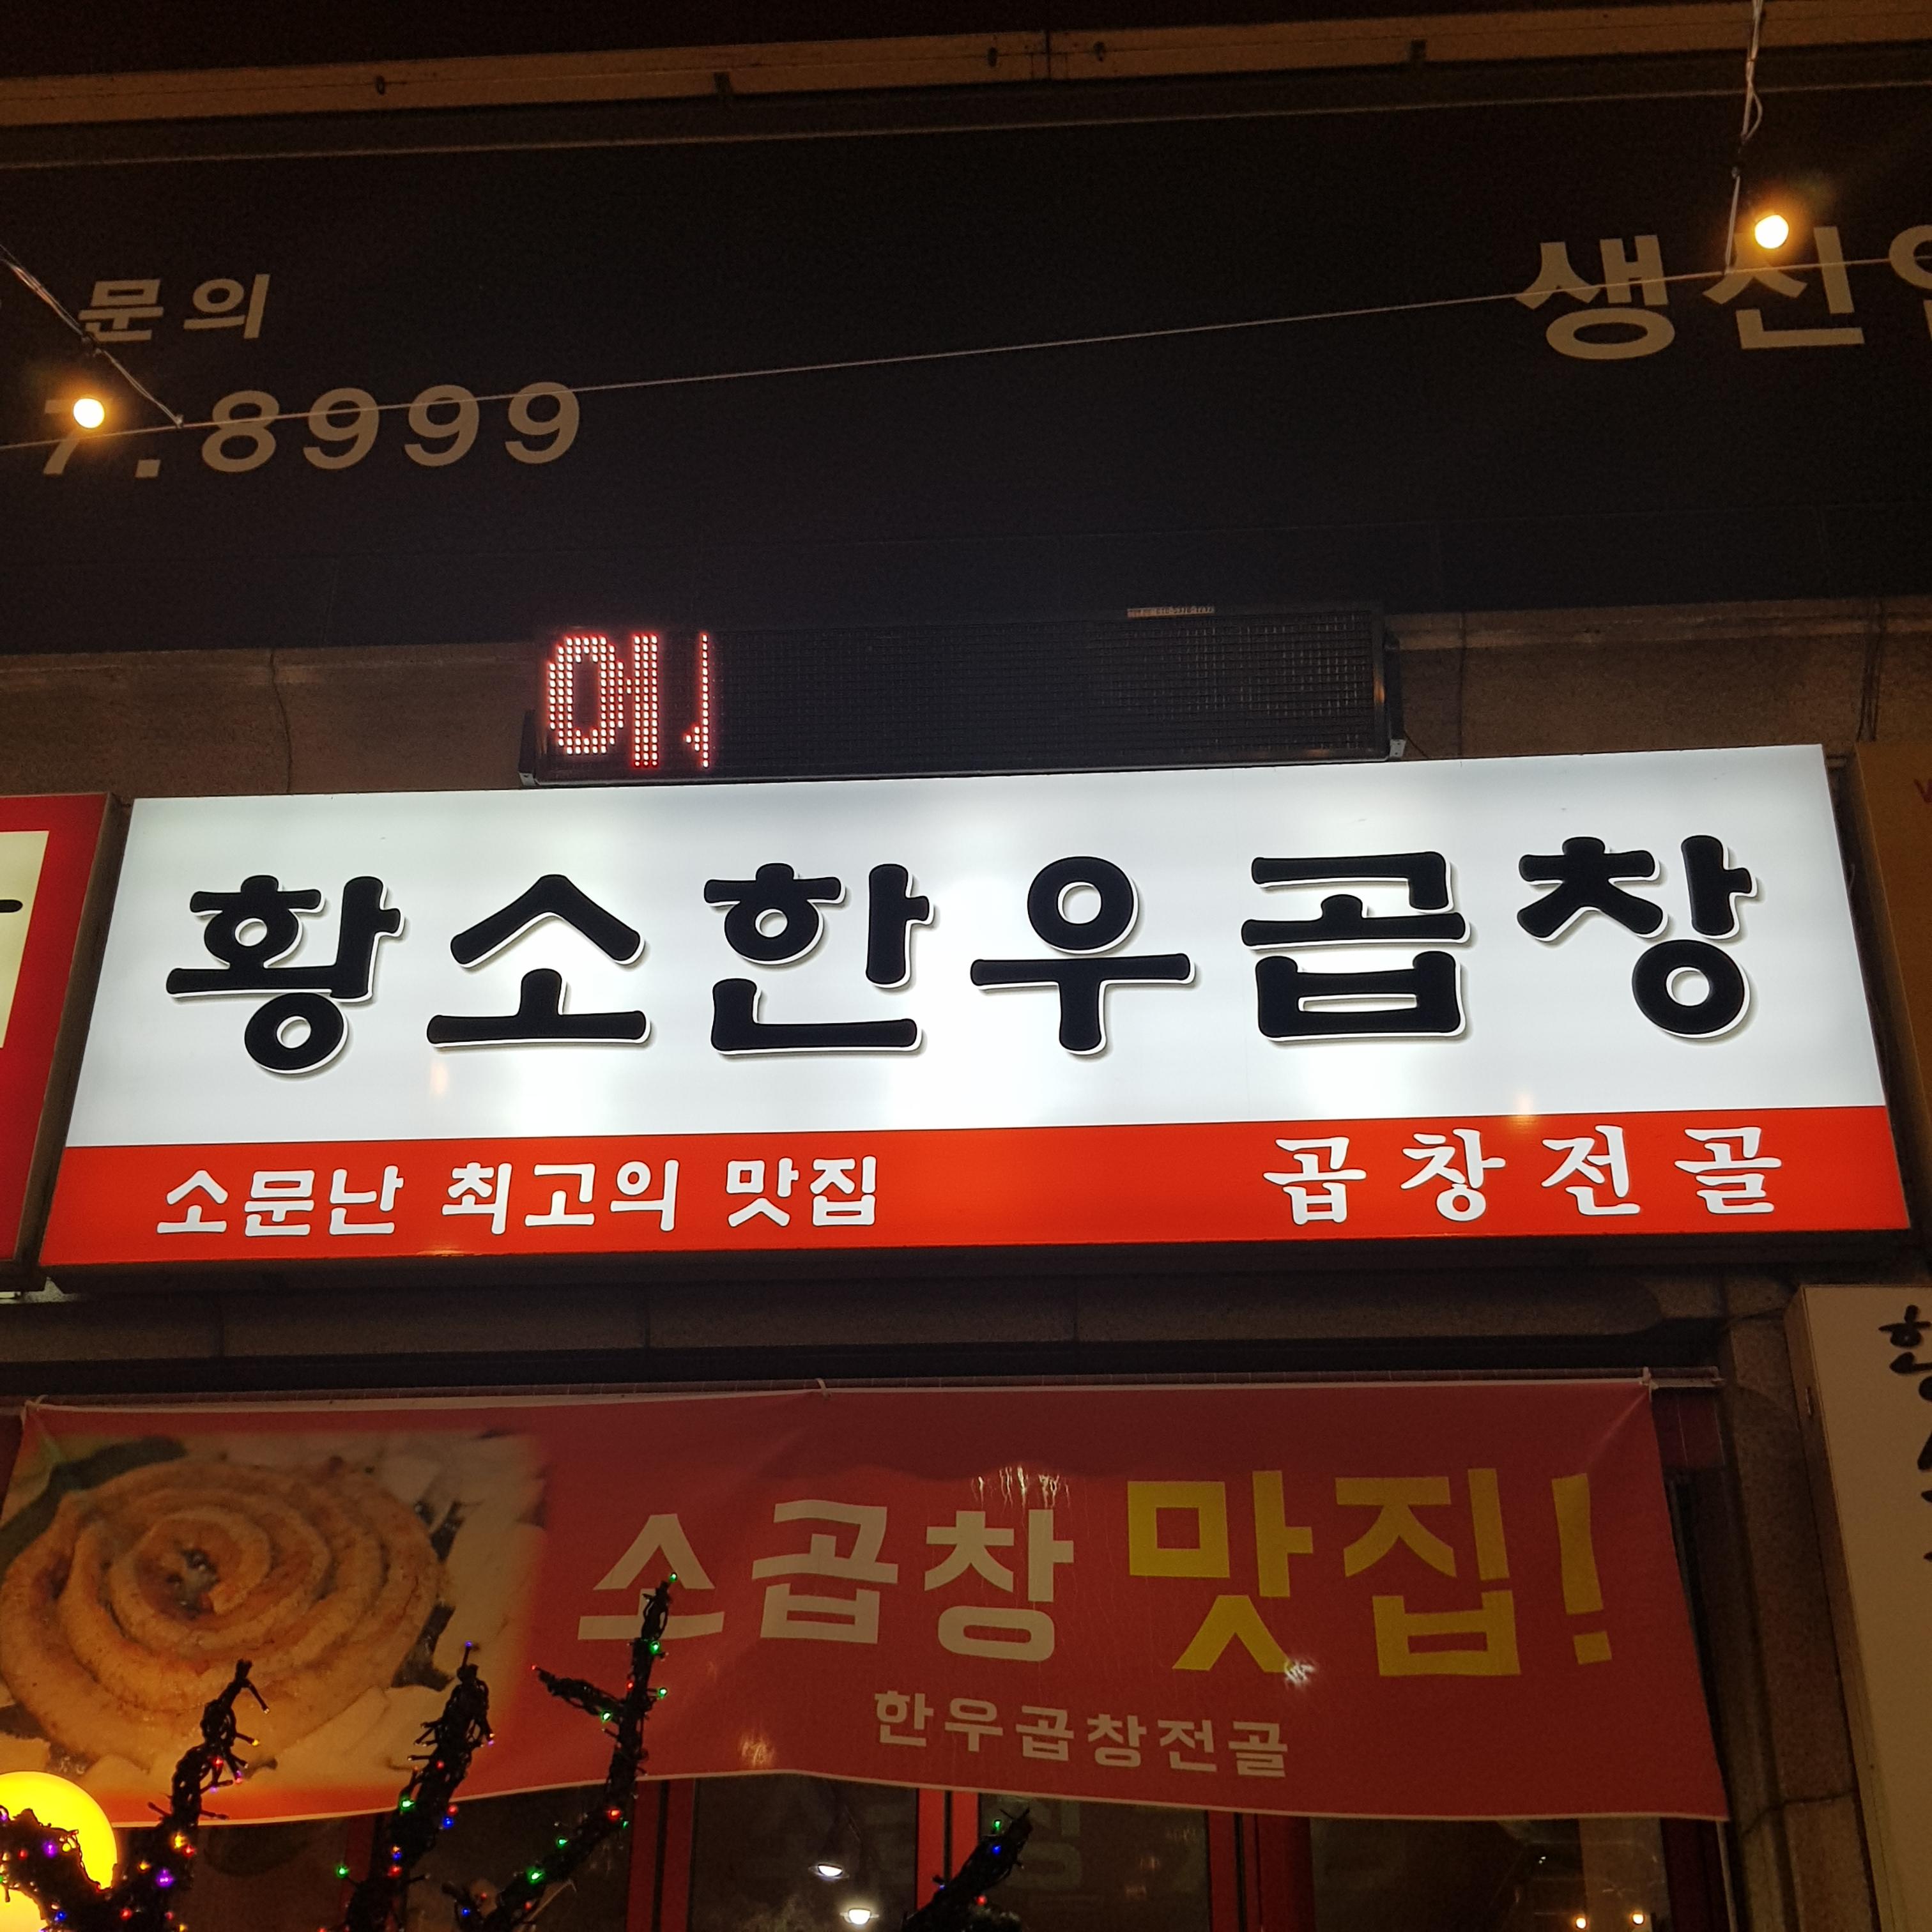 문의
7.8999
생신
에
황소한우곱창
소문난 최고의 맛집 곱창전골
소곱창 맛집!
한우곱창전골